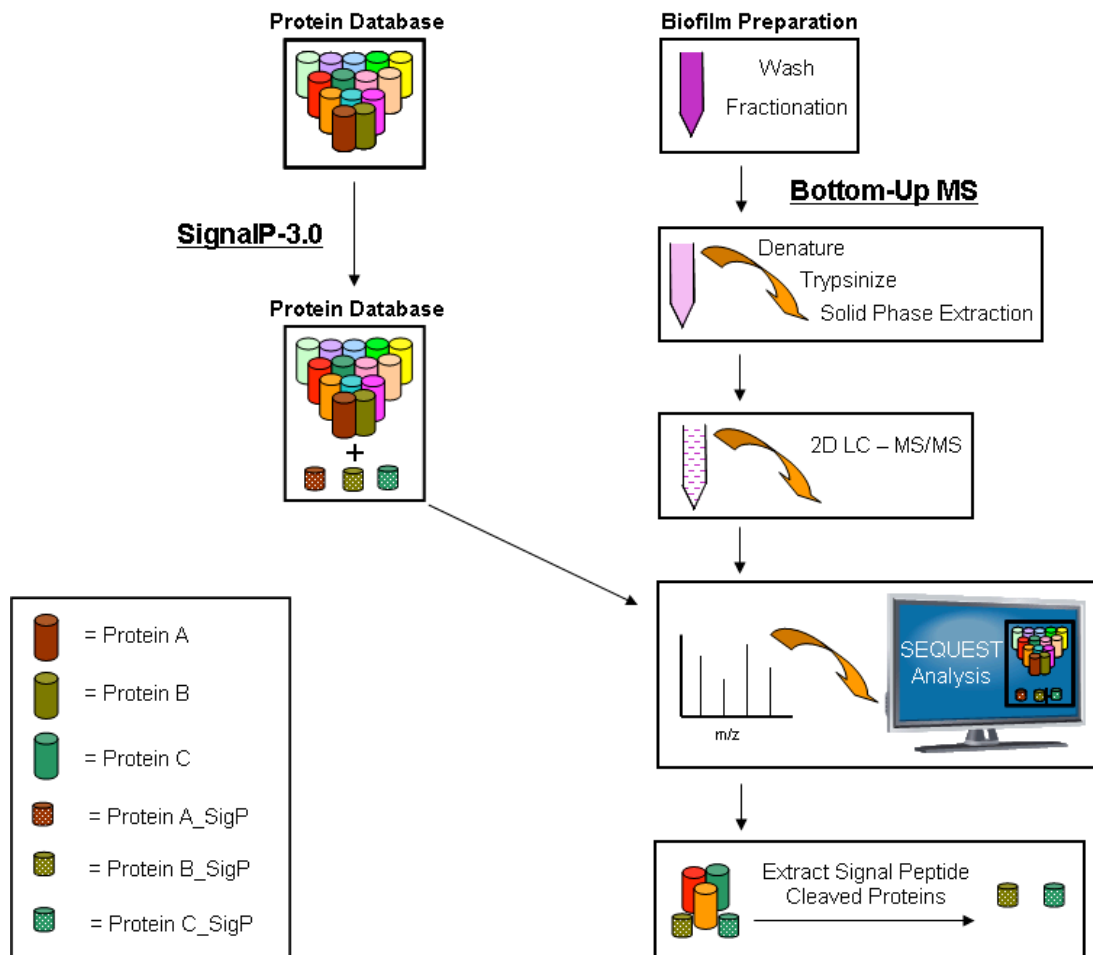 Protein Database
SignalP-3.0
Protein Database
+
Biofilm Preparation
Wash
Fractionation
Bottom-Up MS
Denature
Trypsinize
Solid Phase Extraction
2D LC – MS/MS
m/z
SEQUEST
Analysis
Extract Signal Peptide
Cleaved Proteins
= Protein A
= Protein B
= Protein C
= Protein A_SigP
= Protein B_SigP
= Protein C_SigP